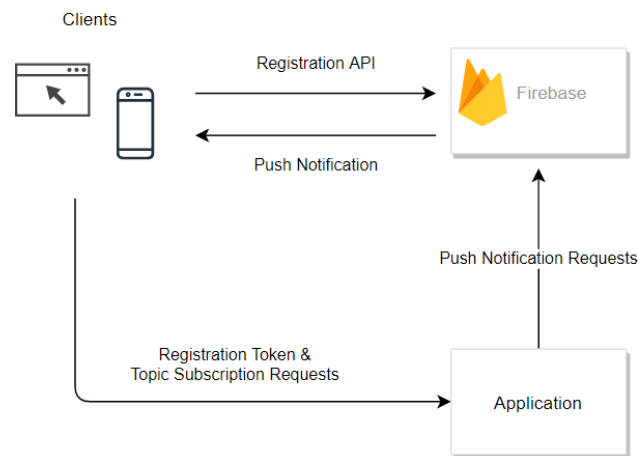 Clients
Registration API
Firebase
Push Notification
Push Notification Requests
Registration Token &
Topic Subscription Requests
Application